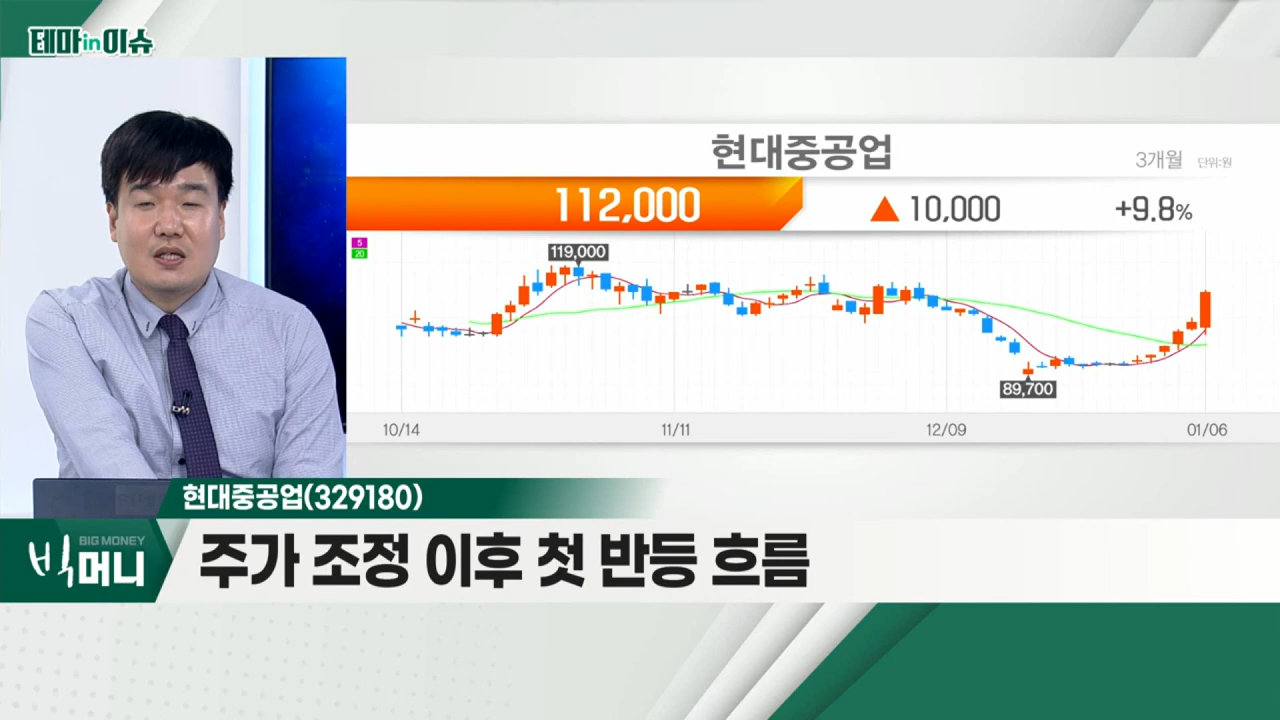 테마in이슈
현대중공업
3개월 단위:원
112,000 ▲ 10,000 +9.8%
5
20
119,000
89,700
10/14 11/11 12/09 01/06
현대중공업(329180)
BIG MONEY
빅머니
주가 조정 이후 첫 반등 흐름